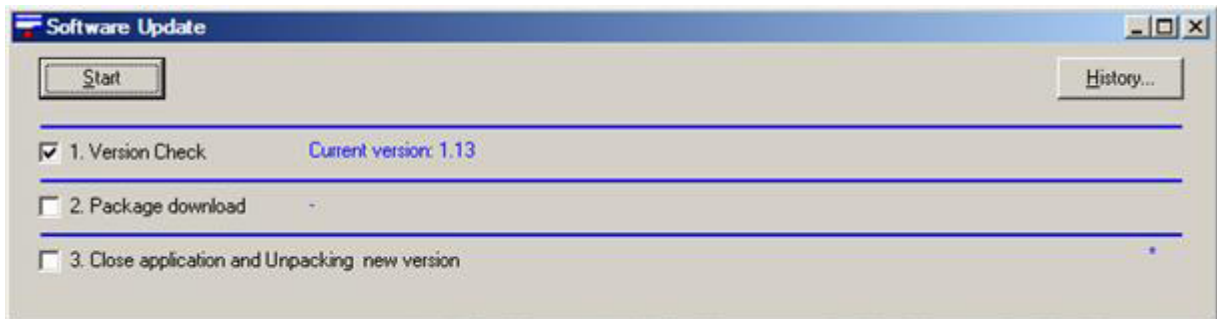 Software Update
Start History...
1. Version Check Current version: 1.13
2. Package download -
3. Close application and Unpacking new version *